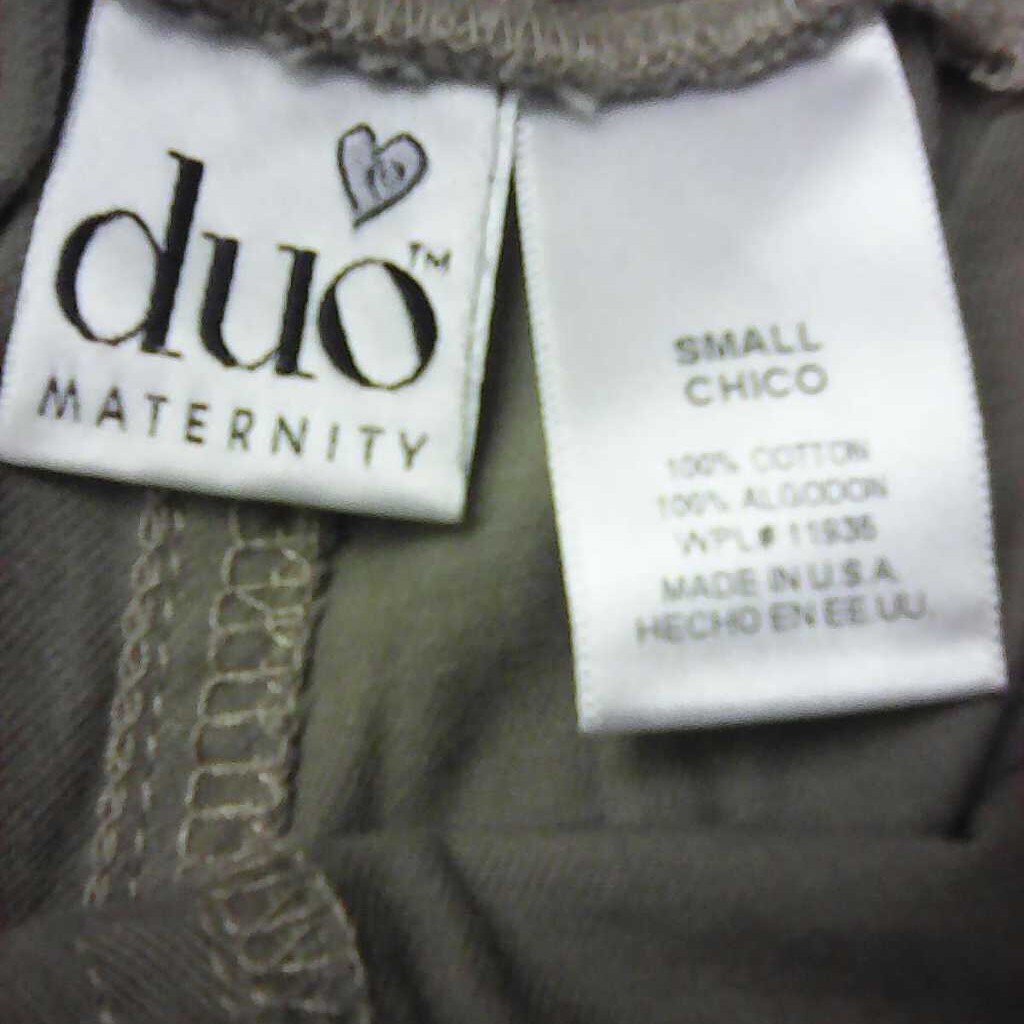 duo™
MATERNITY
SMALL
CHICO
100% COTTON
100% ALGODON
WPL# 11936
MADE IN U.S.A.
HECHO EN EE.UU.